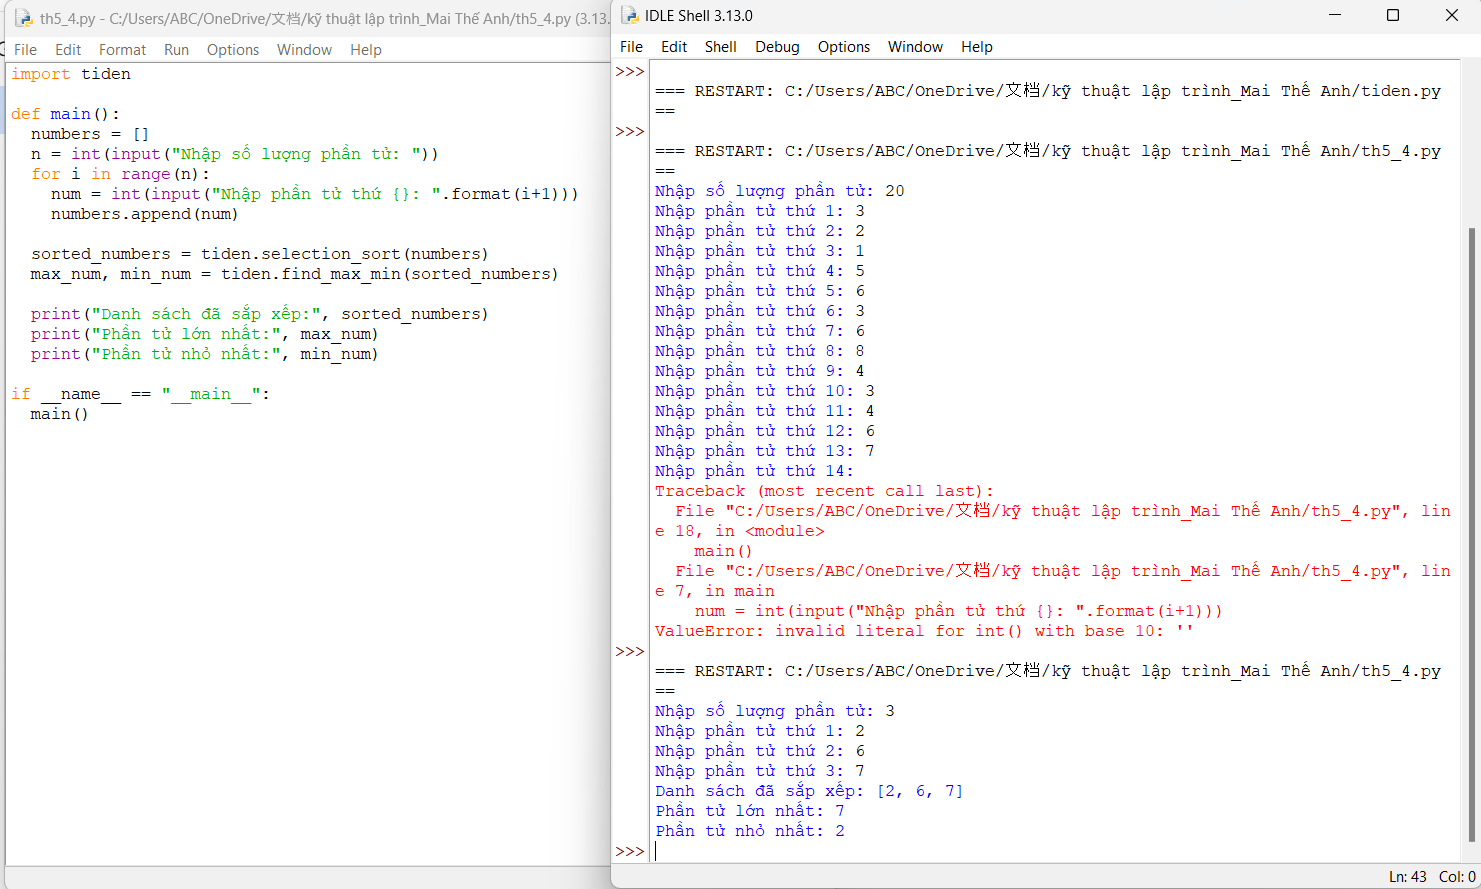 th5_4.py - C:/Users/ABC/OneDrive/文档/kỹ thuật lập trình_Mai Thế Anh/th5_4.py (3.13.
File Edit Format Run Options Window Help
import tiden
def main():
numbers = []
n = int(input("Nhập số lượng phần tử: "))
for i in range(n):
num = int(input("Nhập phần tử thứ {}: ".format(i+1)))
numbers.append(num)
sorted_numbers = tiden.selection_sort(numbers)
max_num, min_num = tiden.find_max_min(sorted_numbers)
print("Danh sách đã sắp xếp:", sorted_numbers)
print("Phần tử lớn nhất:", max_num)
print("Phần tử nhỏ nhất:", min_num)
if __name__ == "__main__":
main()
IDLE Shell 3.13.0
File Edit Shell Debug Options Window Help
>>>
=== RESTART: C:/Users/ABC/OneDrive/文档/kỹ thuật lập trình_Mai Thế Anh/tiden.py
==
>>>
=== RESTART: C:/Users/ABC/OneDrive/文档/kỹ thuật lập trình_Mai Thế Anh/th5_4.py
==
Nhập số lượng phần tử: 20
Nhập phần tử thứ 1: 3
Nhập phần tử thứ 2: 2
Nhập phần tử thứ 3: 1
Nhập phần tử thứ 4: 5
Nhập phần tử thứ 5: 6
Nhập phần tử thứ 6: 3
Nhập phần tử thứ 7: 6
Nhập phần tử thứ 8: 8
Nhập phần tử thứ 9: 4
Nhập phần tử thứ 10: 3
Nhập phần tử thứ 11: 4
Nhập phần tử thứ 12: 6
Nhập phần tử thứ 13: 7
Nhập phần tử thứ 14:
Traceback (most recent call last):
File "C:/Users/ABC/OneDrive/文档/kỹ thuật lập trình_Mai Thế Anh/th5_4.py", lin
e 18, in <module>
main()
File "C:/Users/ABC/OneDrive/文档/kỹ thuật lập trình_Mai Thế Anh/th5_4.py", lin
e 7, in main
num = int(input("Nhập phần tử thứ {}: ".format(i+1)))
ValueError: invalid literal for int() with base 10: ''
>>>
=== RESTART: C:/Users/ABC/OneDrive/文档/kỹ thuật lập trình_Mai Thế Anh/th5_4.py
==
Nhập số lượng phần tử: 3
Nhập phần tử thứ 1: 2
Nhập phần tử thứ 2: 6
Nhập phần tử thứ 3: 7
Danh sách đã sắp xếp: [2, 6, 7]
Phần tử lớn nhất: 7
Phần tử nhỏ nhất: 2
>>>
Ln: 43 Col: 0